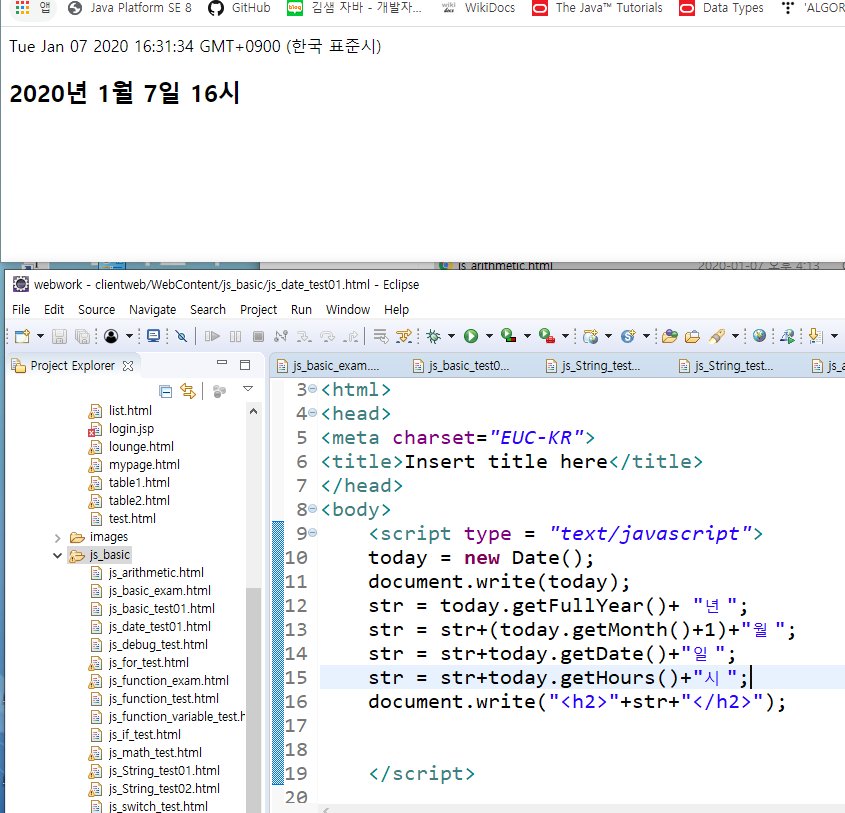 앱 Java Platform SE 8 GitHub 김샘 자바 - 개발자... WikiDocs The Java™ Tutorials Data Types 'ALGOR
Tue Jan 07 2020 16:31:34 GMT+0900 (한국 표준시)
2020년 1월 7일 16시
js_arithmetic.html 2020-01-07 오후 4:13
webwork - clientweb/WebContent/js_basic/js_date_test01.html - Eclipse
File Edit Source Navigate Search Project Run Window Help
Project Explorer
js_basic_exam.... js_basic_test0... js_String_test... js_String_test... js_a
list.html
login.jsp
lounge.html
mypage.html
table1.html
table2.html
test.html
images
js_basic
js_arithmetic.html
js_basic_exam.html
js_basic_test01.html
js_date_test01.html
js_debug_test.html
js_for_test.html
js_function_exam.html
js_function_test.html
js_function_variable_test.h
js_if_test.html
js_math_test.html
js_String_test01.html
js_String_test02.html
js_switch_test.html
3 <html>
4 <head>
5 <meta charset="EUC-KR">
6 <title>Insert title here</title>
7 </head>
8 <body>
9 <script type = "text/javascript">
10 today = new Date();
11 document.write(today);
12 str = today.getFullYear()+ "년 ";
13 str = str+(today.getMonth()+1)+"월 ";
14 str = str+today.getDate()+"일 ";
15 str = str+today.getHours()+"시 ";
16 document.write("<h2>"+str+"</h2>");
17
18
19 </script>
20